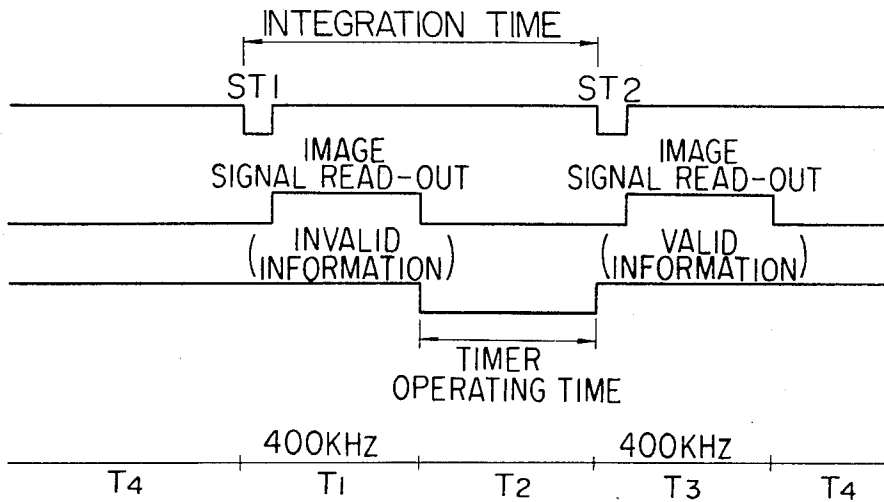 INTEGRATION TIME
ST1
ST2
IMAGE
SIGNAL READ-OUT
IMAGE
SIGNAL READ-OUT
(INVALID
INFORMATION)
(VALID
INFORMATION)
TIMER
OPERATING TIME
400KHz
400KHz
T4
T1
T2
T3
T4